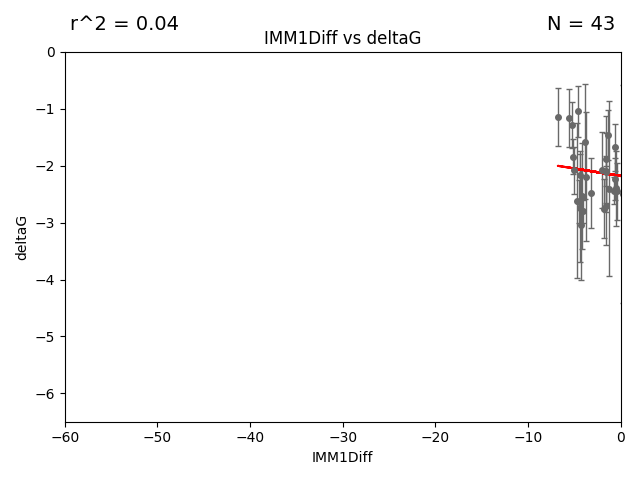 r^2 = 0.04
N = 43
IMM1Diff vs deltaG
0
−1
−2
−3
−4
−5
−6
deltaG
−60 −50 −40 −30 −20 −10 0
IMM1Diff